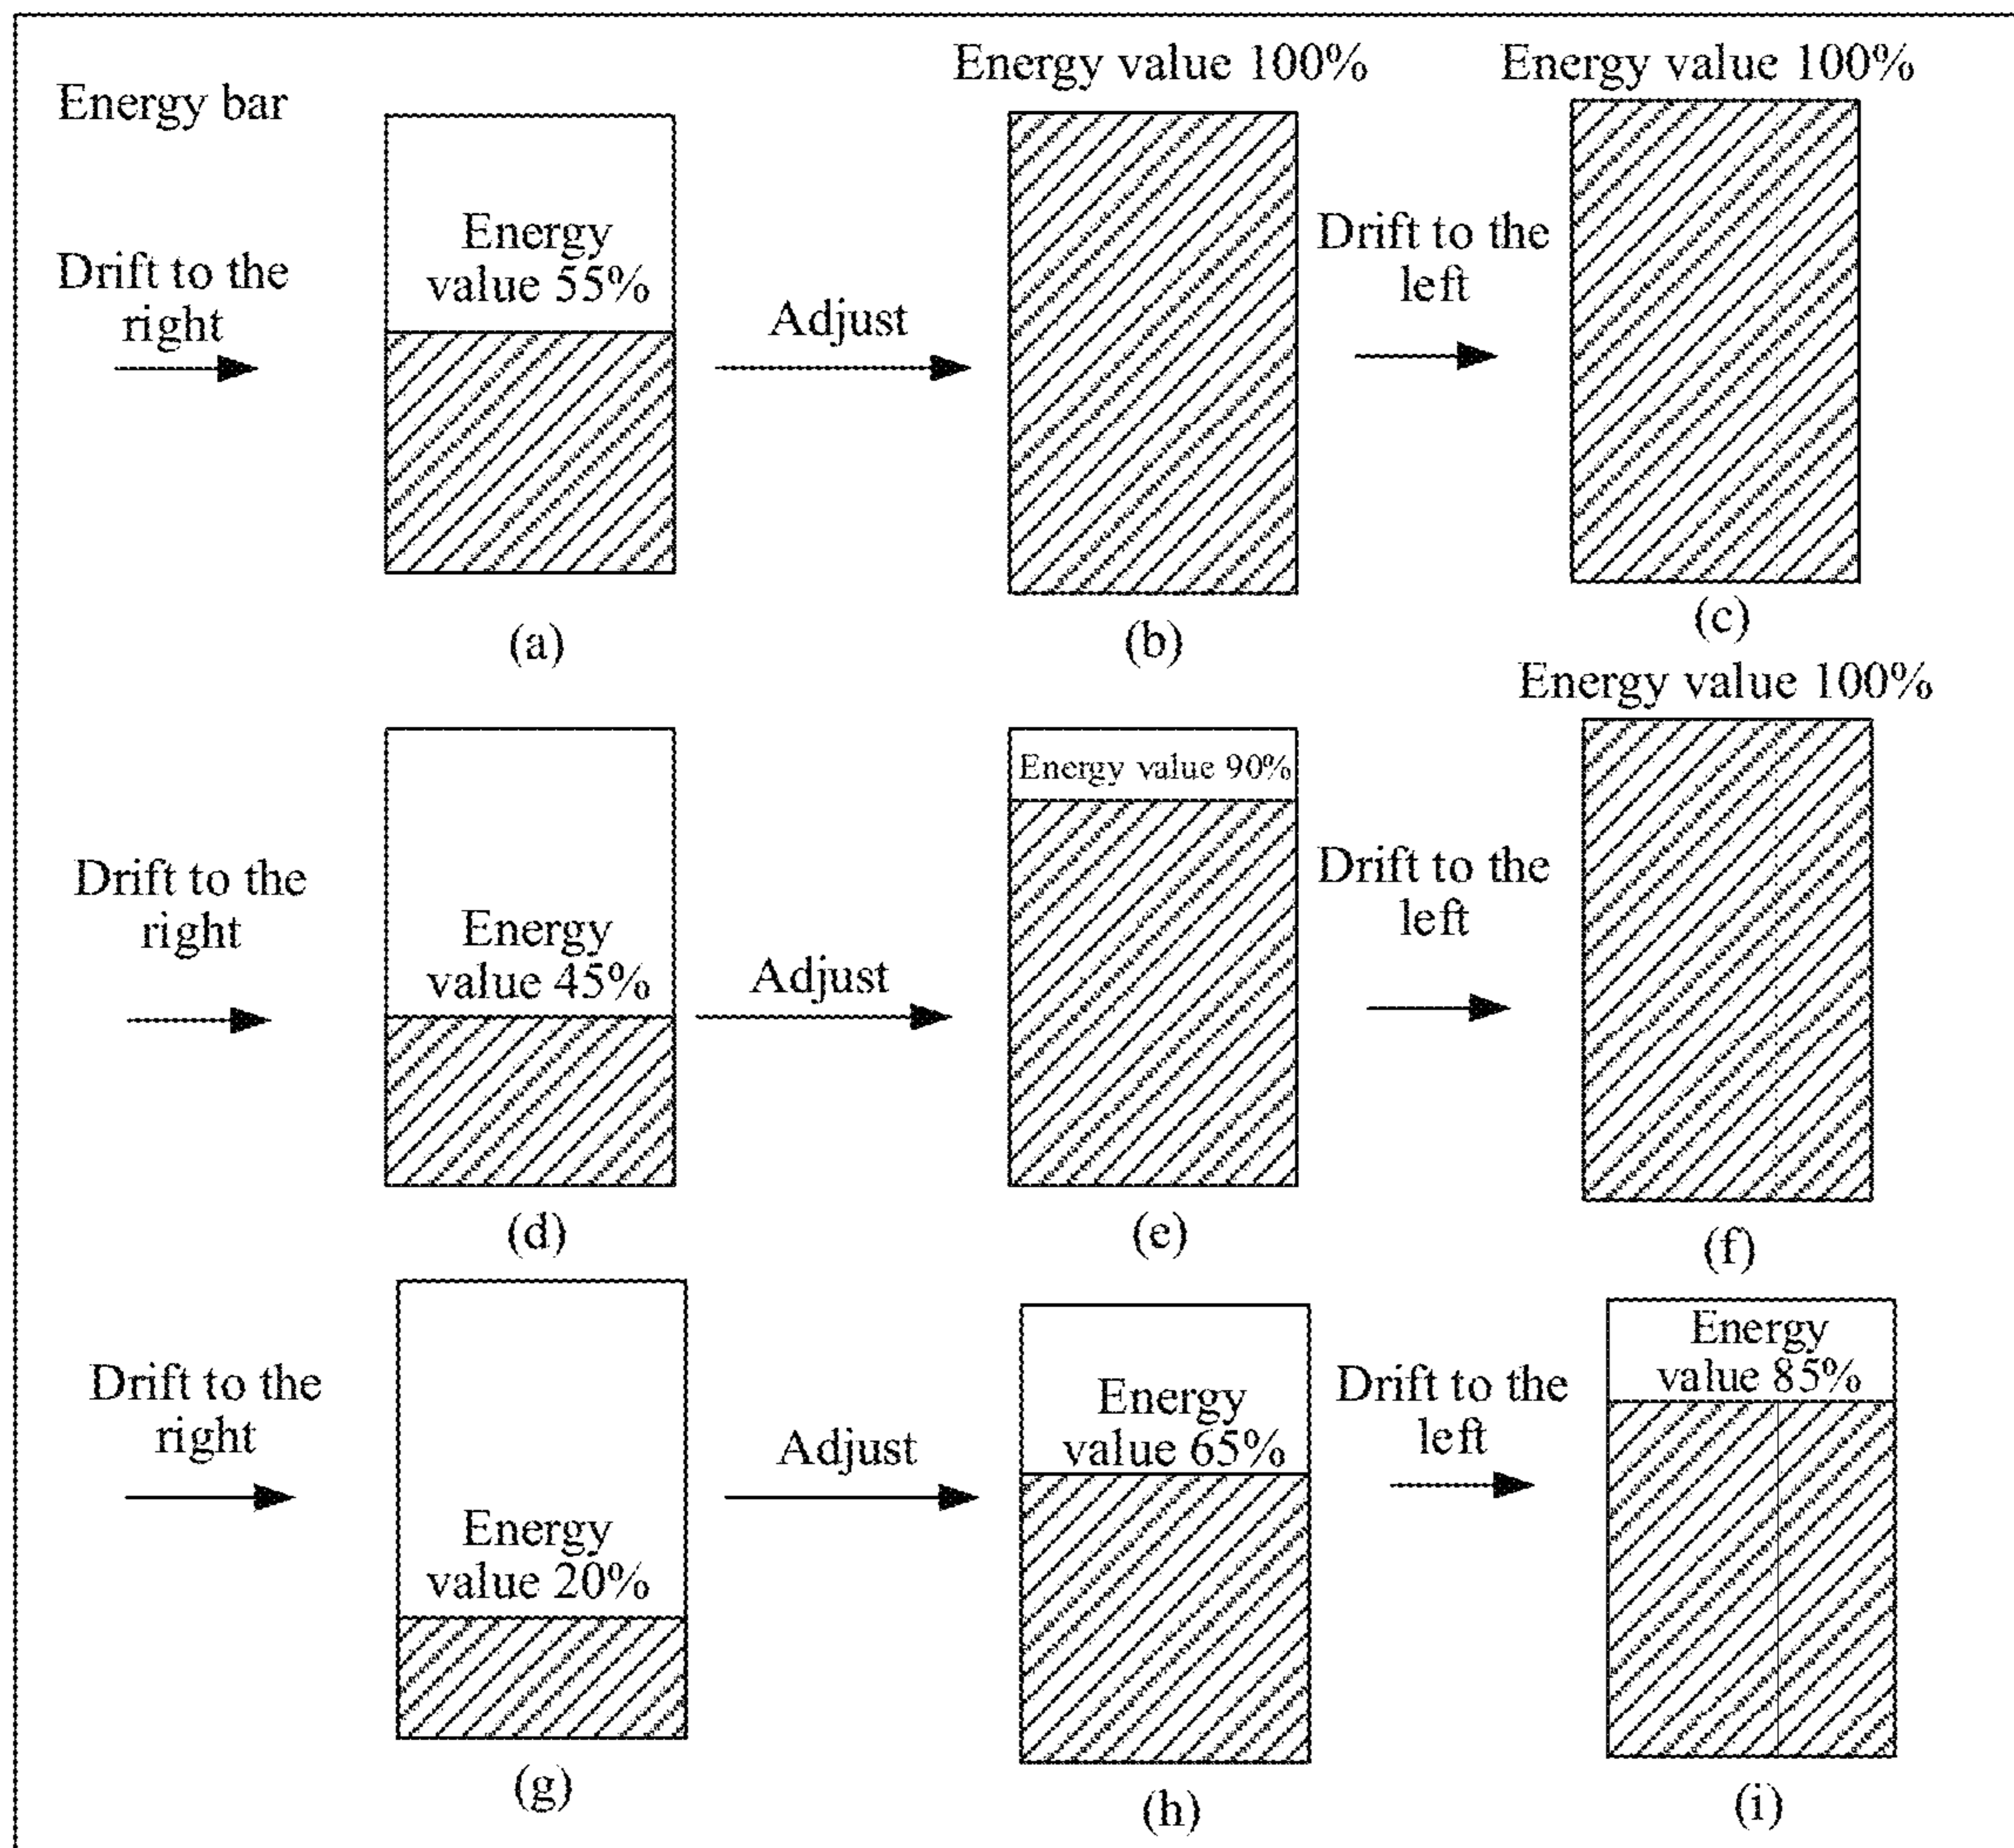 Energy bar
Energy value 100%
Energy value 100%
Drift to the
right
Energy
value 55%
Adjust
Drift to the
left
(a)
(b)
(c)
Energy value 100%
Drift to the
right
Energy
value 45%
Adjust
Energy value 90%
Drift to the
left
(d)
(e)
(f)
Drift to the
right
Energy
value 20%
Adjust
Energy
value 65%
Drift to the
left
Energy
value 85%
(g)
(h)
(i)